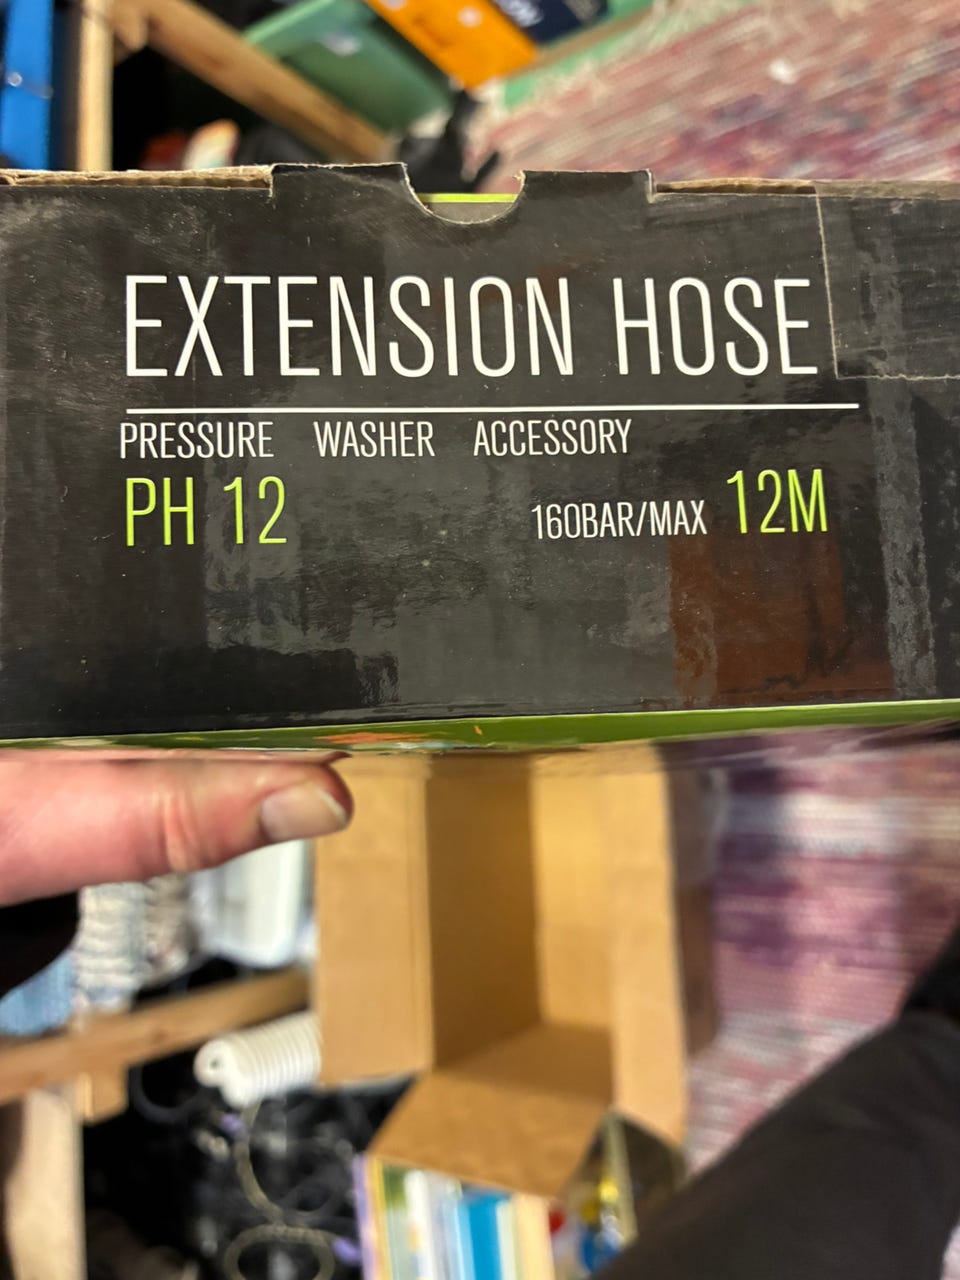 EXTENSION HOSE
PRESSURE WASHER ACCESSORY
PH 12 160BAR/MAX 12M